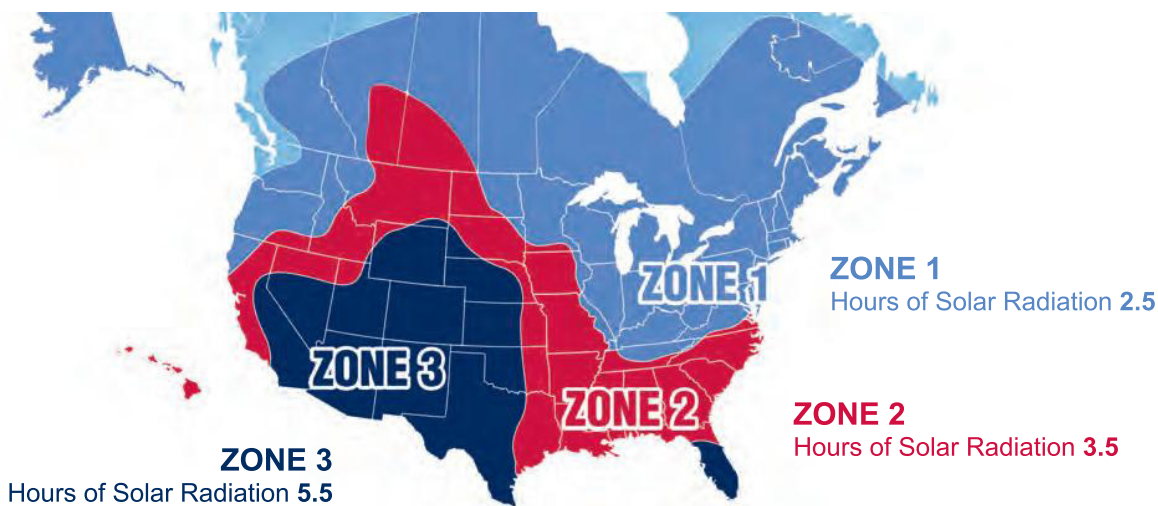 ZONE 1
ZONE 1
Hours of Solar Radiation 2.5
ZONE 3
ZONE 2
ZONE 2
Hours of Solar Radiation 3.5
ZONE 3
Hours of Solar Radiation 5.5